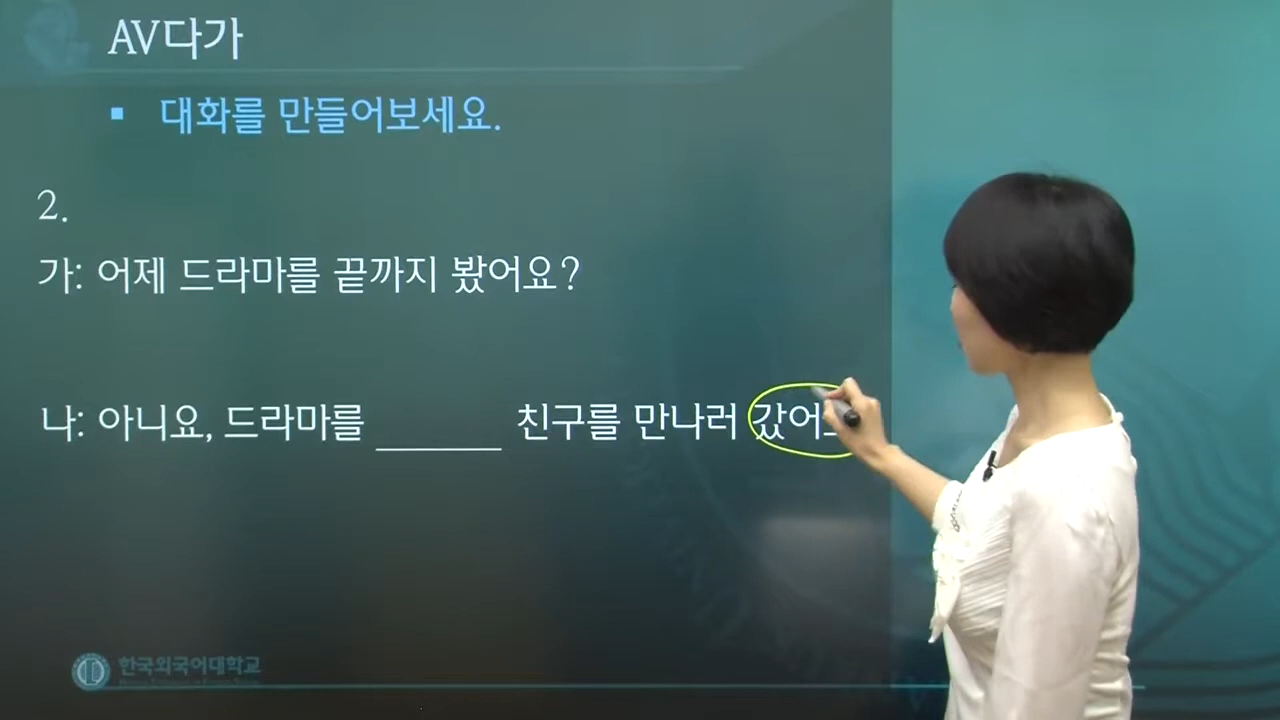 AV다가
▪ 대화를 만들어보세요.
2.
가: 어제 드라마를 끝까지 봤어요?
나: 아니요, 드라마를 ______ 친구를 만나러 갔어
한국외국어대학교